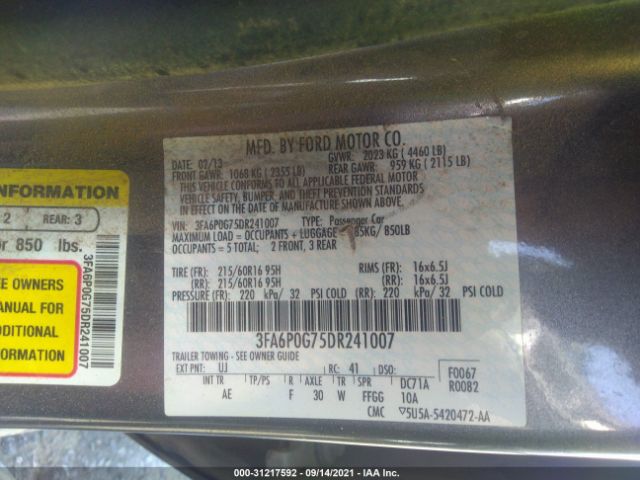 MFD. BY FORD MOTOR CO.
DATE: 02/13
GVWR: 2023 KG ( 4460 LB)
FRONT GAWR: 1068 KG ( 2355 LB)
REAR GAWR: 959 KG ( 2115 LB)
THIS VEHICLE CONFORMS TO ALL APPLICABLE FEDERAL MOTOR
VEHICLE SAFETY, BUMPER, AND THEFT PREVENTION STANDARDS
IN EFFECT ON THE DATE OF MANUFACTURE SHOWN ABOVE.
VIN: 3FA6P0G75DR241007 TYPE: Passenger Car
MAXIMUM LOAD = OCCUPANTS + LUGGAGE 385KG/ 850LB
OCCUPANTS = 5 TOTAL; 2 FRONT, 3 REAR
TIRE (FR): 215/60R16 95H RIMS (FR): 16x6.5J
(RR): 215/60R16 95H (RR): 16x6.5J
PRESSURE (FR): 220 kPa/ 32 PSI COLD (RR): 220 kPa/ 32 PSI COLD
3FA6P0G75DR241007
TRAILER TOWING - SEE OWNER GUIDE
EXT PNT: UJ RC: 41 DSO: F0067
R0082
INT TR TP/PS R AXLE TR SPR DC71A
AE F 30 W FFGG 10A
CMC 5U5A-5420472-AA
INFORMATION
2 REAR: 3
or 850 lbs.
EE OWNERS
ANUAL FOR
ADDITIONAL
ORMATION
3FA6P0G75DR241007
000-31217592 - 09/14/2021 - IAA Inc.